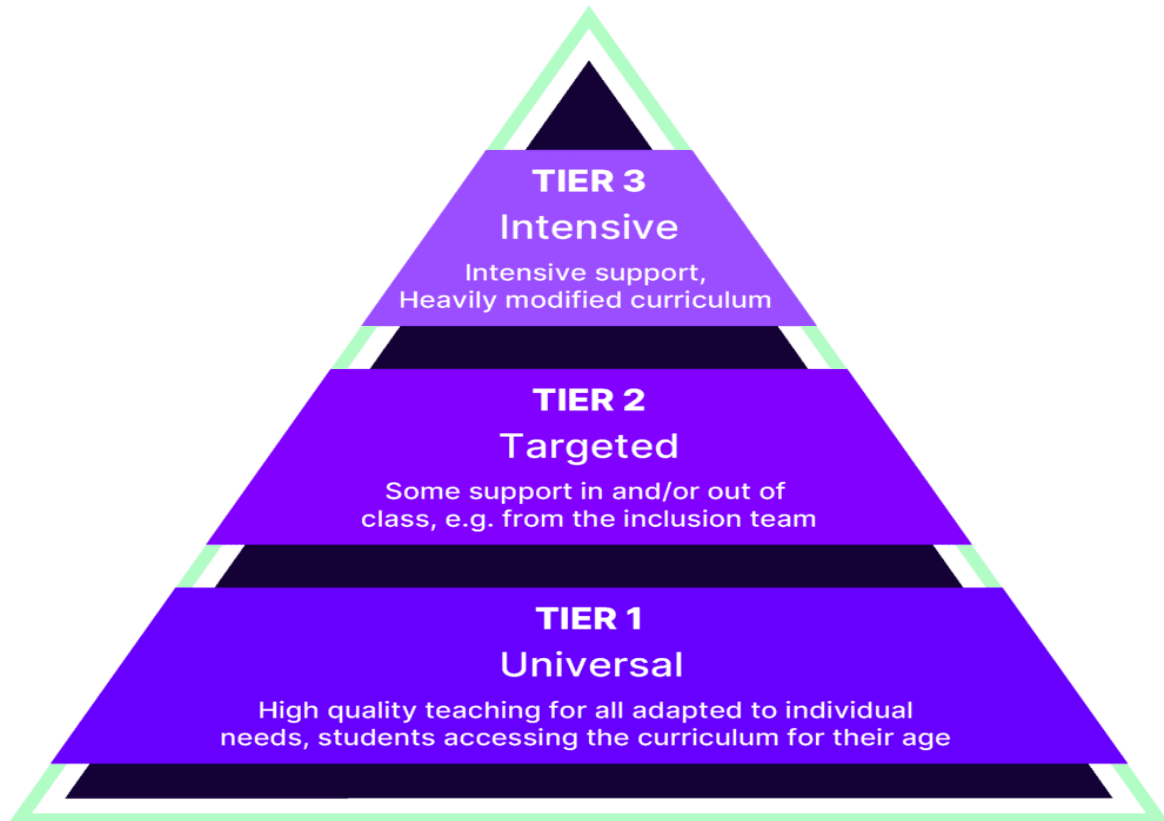 TIER 3
Intensive
Intensive support,
Heavily modified curriculum
TIER 2
Targeted
Some support in and/or out of
class, e.g. from the inclusion team
TIER 1
Universal
High quality teaching for all adapted to individual
needs, students accessing the curriculum for their age